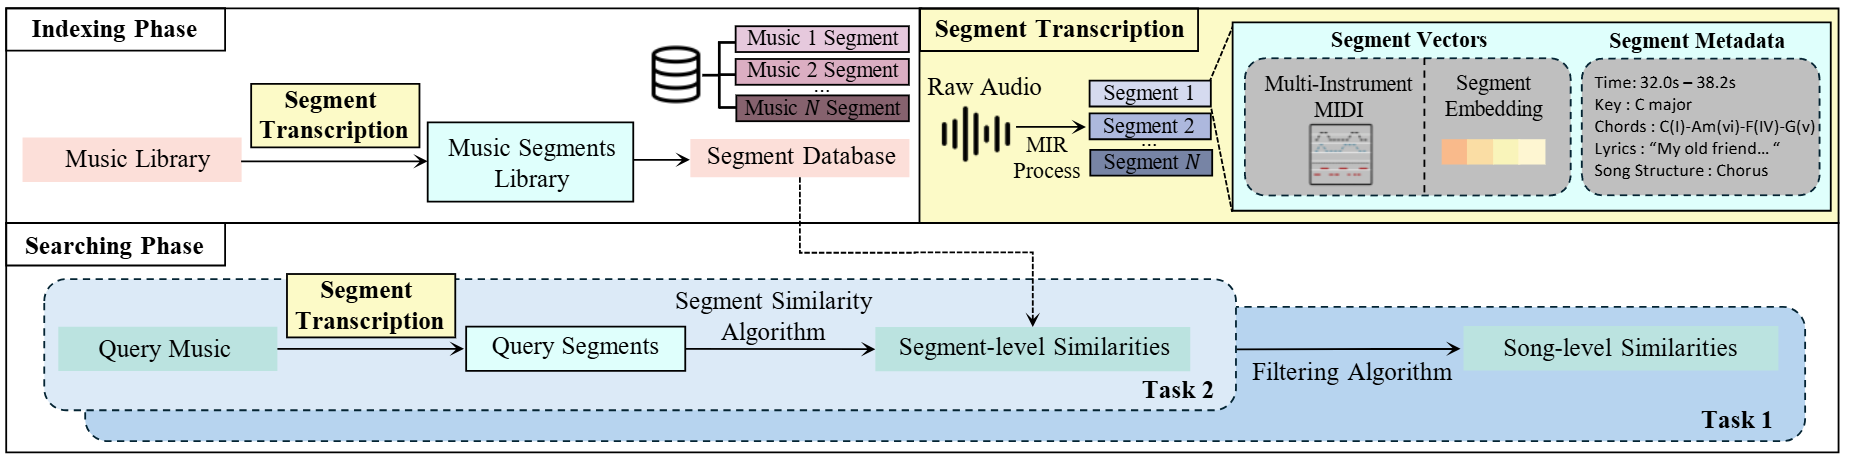 Indexing Phase
Music Library
Segment
Transcription
Music Segments
Library
Segment Database
Music 1 Segment
Music 2 Segment
...
Music N Segment
Segment Transcription
Raw Audio
MIR
Process
Segment 1
Segment 2
...
Segment N
Segment Vectors
Multi-Instrument
MIDI
Segment
Embedding
Segment Metadata
Time: 32.0s – 38.2s
Key : C major
Chords : C(I)-Am(vi)-F(IV)-G(v)
Lyrics : “My old friend... “
Song Structure : Chorus
Searching Phase
Query Music
Segment
Transcription
Query Segments
Segment Similarity
Algorithm
Segment-level Similarities
Task 2
Filtering Algorithm
Song-level Similarities
Task 1